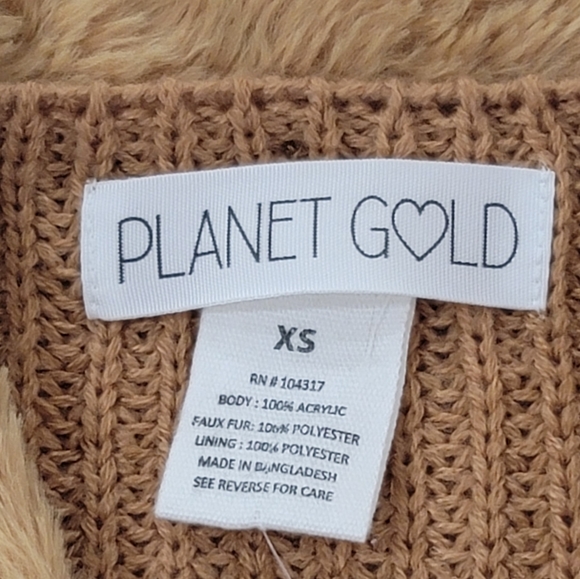 PLANET G♡LD
XS
RN # 104317
BODY : 100% ACRYLIC
FAUX FUR: 100% POLYESTER
LINING : 100% POLYESTER
MADE IN BANGLADESH
SEE REVERSE FOR CARE